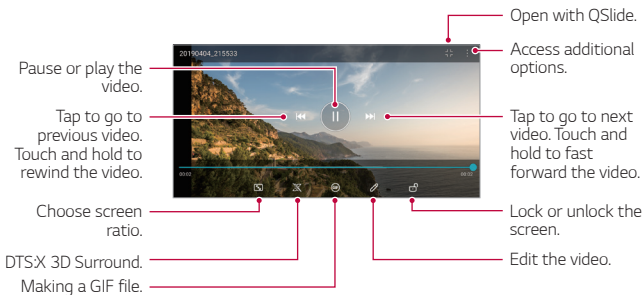 Open with QSlide.
Access additional
options.
20190404_215533
Pause or play the
video.
Tap to go to
previous video.
Touch and hold to
rewind the video.
Tap to go to next
video. Touch and
hold to fast
forward the video.
00:02
00:02
GIF
Choose screen
ratio.
Lock or unlock the
screen.
DTS:X 3D Surround.
Edit the video.
Making a GIF file.